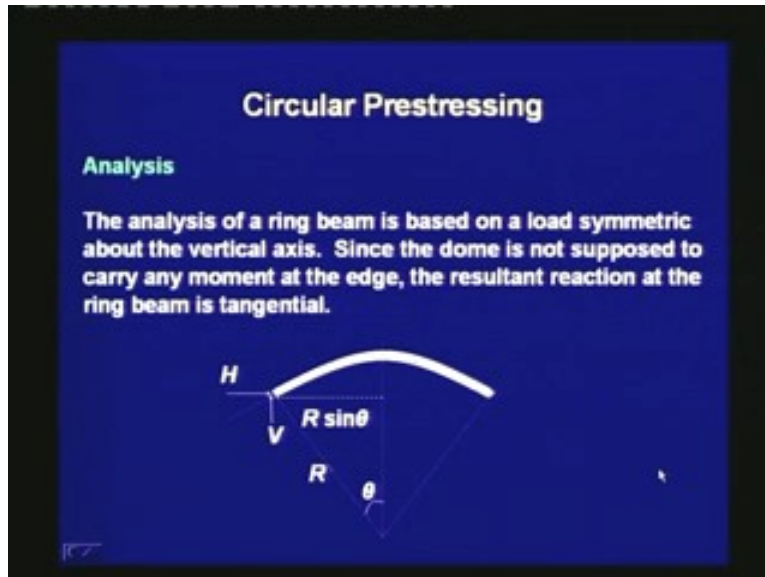 Circular Prestressing
Analysis
The analysis of a ring beam is based on a load symmetric
about the vertical axis. Since the dome is not supposed to
carry any moment at the edge, the resultant reaction at the
ring beam is tangential.
H
R sinθ
V
R
θ